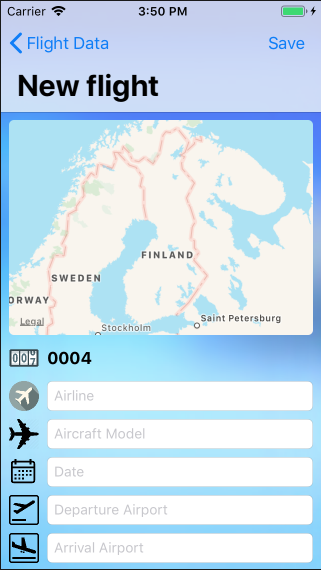 Carrier 3:50 PM
Flight Data Save
New flight
FINLAND
SWEDEN
ORWAY
Saint Petersburg
Legal
Stockholm
0004
Airline
Aircraft Model
Date
Departure Airport
Arrival Airport